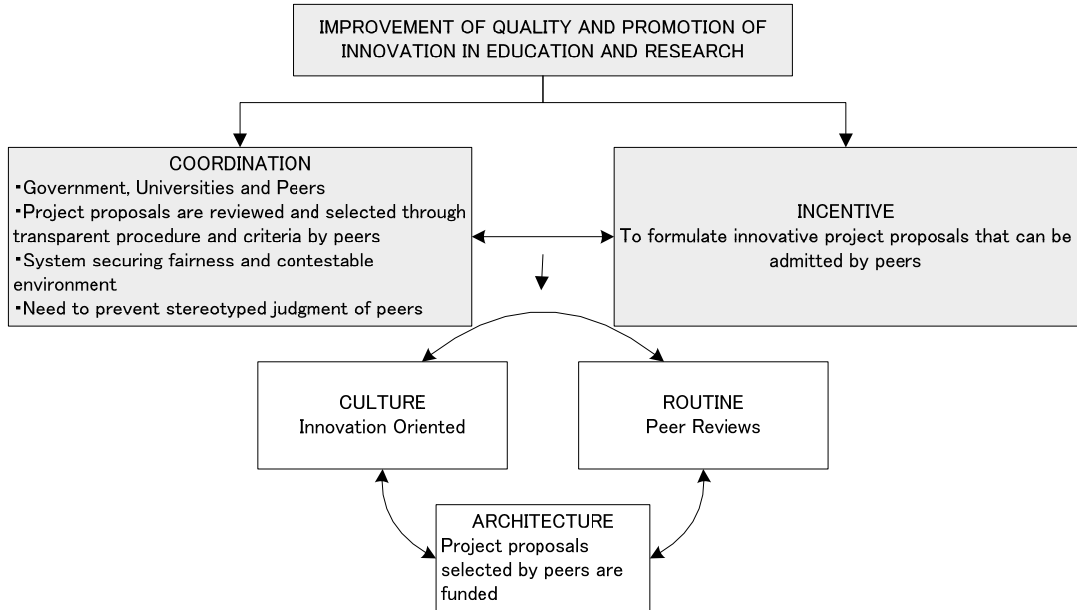 IMPROVEMENT OF QUALITY AND PROMOTION OF
INNOVATION IN EDUCATION AND RESEARCH
COORDINATION
・Government, Universities and Peers
・Project proposals are reviewed and selected through
transparent procedure and criteria by peers
・System securing fairness and contestable
environment
・Need to prevent stereotyped judgment of peers
INCENTIVE
To formulate innovative project proposals that can be
admitted by peers
CULTURE
Innovation Oriented
ROUTINE
Peer Reviews
ARCHITECTURE
Project proposals
selected by peers are
funded